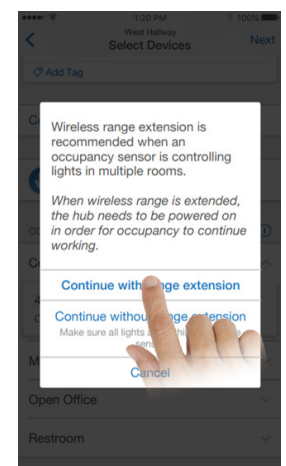 1:20 PM
100%
West Hallway
Select Devices
Next
Add Tag
Wireless range extension is
recommended when an
occupancy sensor is controlling
lights in multiple rooms.
When wireless range is extended,
the hub needs to be powered on
in order for occupancy to continue
working.
Continue with range extension
Continue without range extension
Make sure all lights
Cancel
Open Office
Restroom